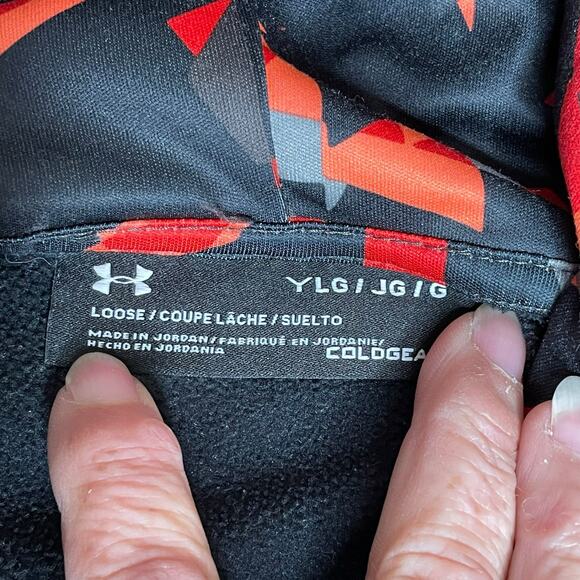 YLG / JG / G
LOOSE / COUPE LÂCHE / SUELTO
MADE IN JORDAN / FABRIQUÉ EN JORDANIE/
HECHO EN JORDANIA
COLDGEA